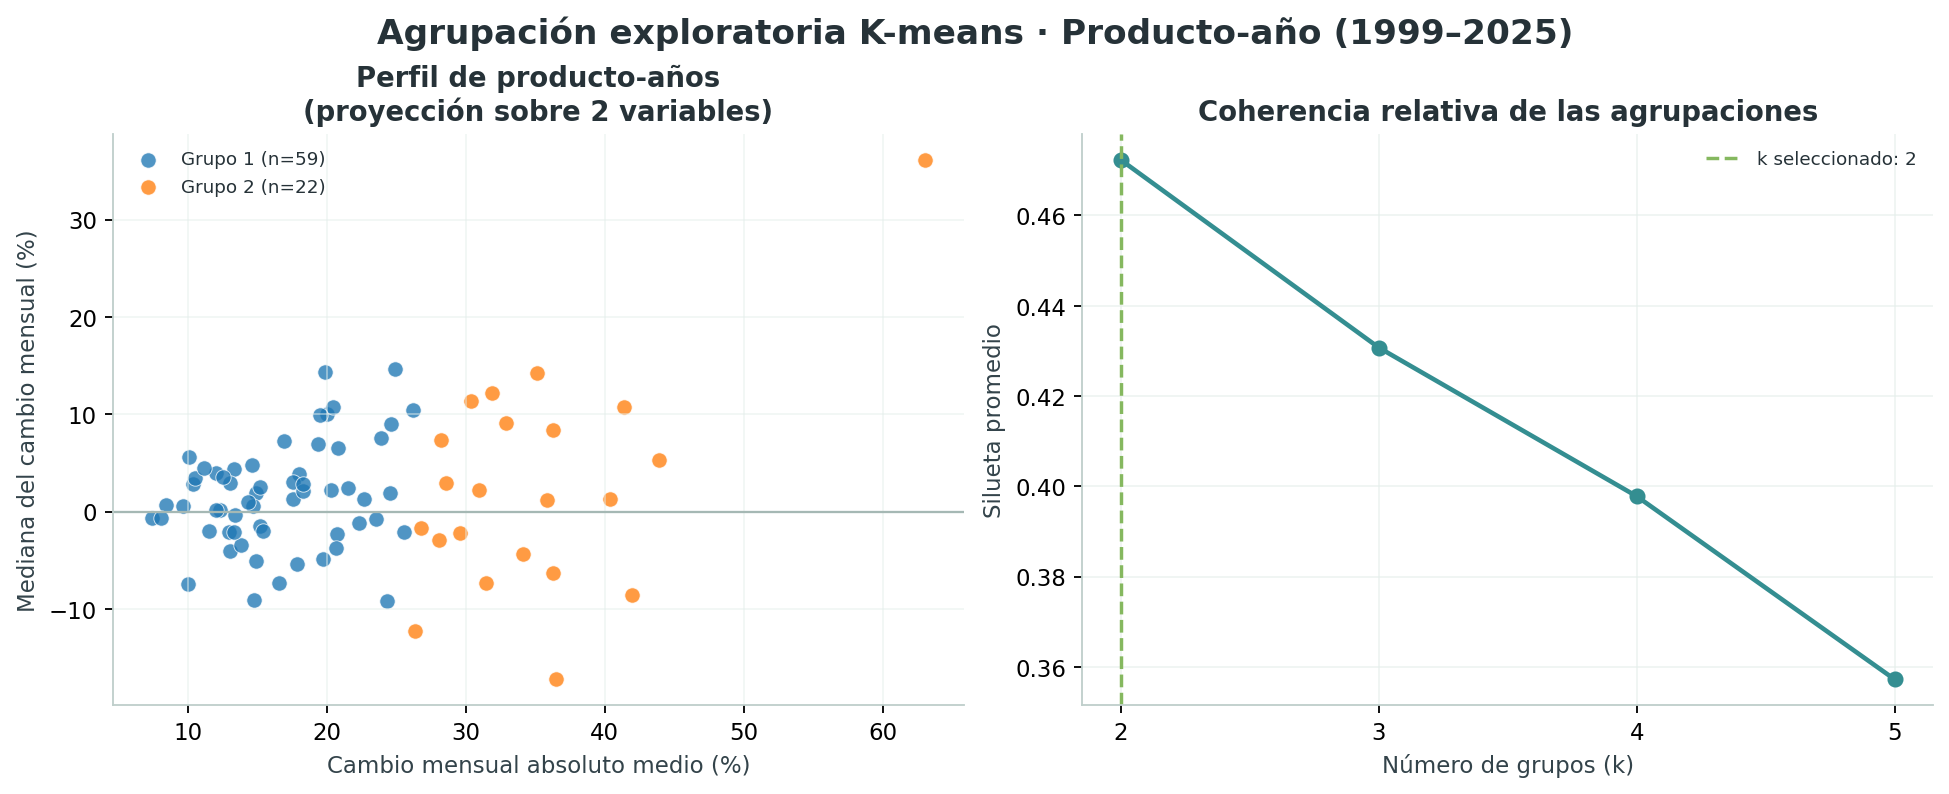 Agrupación exploratoria K-means · Producto-año (1999–2025)
Perfil de producto-años
(proyección sobre 2 variables)
Grupo 1 (n=59)
Grupo 2 (n=22)
Mediana del cambio mensual (%)
30
20
10
0
−10
10
20
30
40
50
60
Cambio mensual absoluto medio (%)
Coherencia relativa de las agrupaciones
k seleccionado: 2
Silueta promedio
0.46
0.44
0.42
0.40
0.38
0.36
2
3
4
5
Número de grupos (k)